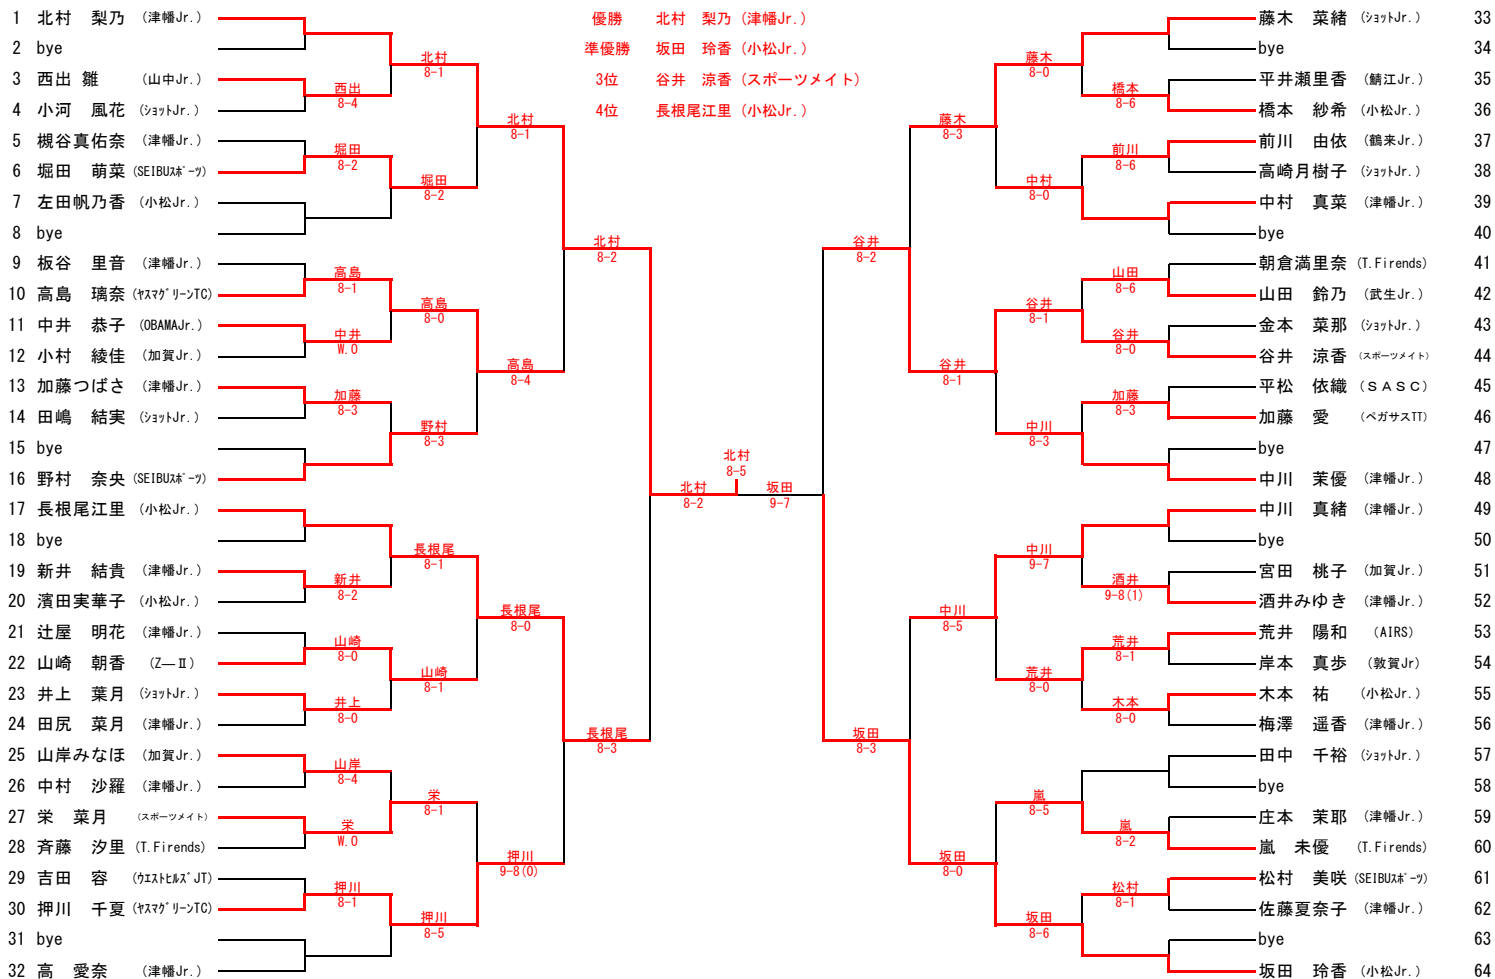 優勝 北村 梨乃 (津幡Jr.)
準優勝 坂田 玲香 (小松Jr.)
3位 谷井 涼香 (スポーツメイト)
4位 長根尾江里 (小松Jr.)
1 北村 梨乃 (津幡Jr.)
2 bye
3 西出 雛 (山中Jr.)
4 小河 風花 (ショットJr.)
5 槻谷真佑奈 (津幡Jr.)
6 堀田 萌菜 (SEIBUスポーツ)
7 左田帆乃香 (小松Jr.)
8 bye
9 板谷 里音 (津幡Jr.)
10 高島 璃奈 (ヤスマグリーンTC)
11 中井 恭子 (OBAMAJr.)
12 小村 綾佳 (加賀Jr.)
13 加藤つばさ (津幡Jr.)
14 田嶋 結実 (ショットJr.)
15 bye
16 野村 奈央 (SEIBUスポーツ)
17 長根尾江里 (小松Jr.)
18 bye
19 新井 結貴 (津幡Jr.)
20 濱田実華子 (小松Jr.)
21 辻屋 明花 (津幡Jr.)
22 山崎 朝香 (Z―Ⅱ)
23 井上 葉月 (ショットJr.)
24 田尻 菜月 (津幡Jr.)
25 山岸みなほ (加賀Jr.)
26 中村 沙羅 (津幡Jr.)
27 栄 菜月 (スポーツメイト)
28 斉藤 汐里 (T.Firends)
29 吉田 容 (ウエストヒルズJT)
30 押川 千夏 (ヤスマグリーンTC)
31 bye
32 高 愛奈 (津幡Jr.)
西出
8-4
堀田
8-2
高島
8-1
中井
W.O
加藤
8-3
新井
8-2
山崎
8-0
井上
8-0
山岸
8-4
栄
W.O
押川
8-1
北村
8-1
堀田
8-2
高島
8-0
野村
8-3
長根尾
8-1
山崎
8-1
栄
8-1
押川
8-5
北村
8-1
高島
8-4
長根尾
8-0
押川
9-8(0)
北村
8-2
長根尾
8-3
北村
8-2
北村
8-5
坂田
9-7
谷井
8-2
坂田
8-3
藤木
8-3
谷井
8-1
中川
8-5
坂田
8-0
藤木
8-0
中村
8-0
谷井
8-1
中川
8-3
中川
9-7
荒井
8-0
嵐
8-5
坂田
8-6
橋本
8-6
前川
8-6
山田
8-6
谷井
8-0
加藤
8-3
酒井
9-8(1)
荒井
8-1
木本
8-0
嵐
8-2
松村
8-1
藤木 菜緒 (ショットJr.) 33
bye 34
平井瀬里香 (鯖江Jr.) 35
橋本 紗希 (小松Jr.) 36
前川 由依 (鶴来Jr.) 37
高崎月樹子 (ショットJr.) 38
中村 真菜 (津幡Jr.) 39
bye 40
朝倉満里奈 (T.Firends) 41
山田 鈴乃 (武生Jr.) 42
金本 菜那 (ショットJr.) 43
谷井 涼香 (スポーツメイト) 44
平松 依織 (ＳＡＳＣ) 45
加藤 愛 (ペガサスTT) 46
bye 47
中川 茉優 (津幡Jr.) 48
中川 真緒 (津幡Jr.) 49
bye 50
宮田 桃子 (加賀Jr.) 51
酒井みゆき (津幡Jr.) 52
荒井 陽和 (AIRS) 53
岸本 真歩 (敦賀Jr) 54
木本 祐 (小松Jr.) 55
梅澤 遥香 (津幡Jr.) 56
田中 千裕 (ショットJr.) 57
bye 58
庄本 茉耶 (津幡Jr.) 59
嵐 未優 (T.Firends) 60
松村 美咲 (SEIBUスポーツ) 61
佐藤夏奈子 (津幡Jr.) 62
bye 63
坂田 玲香 (小松Jr.) 64